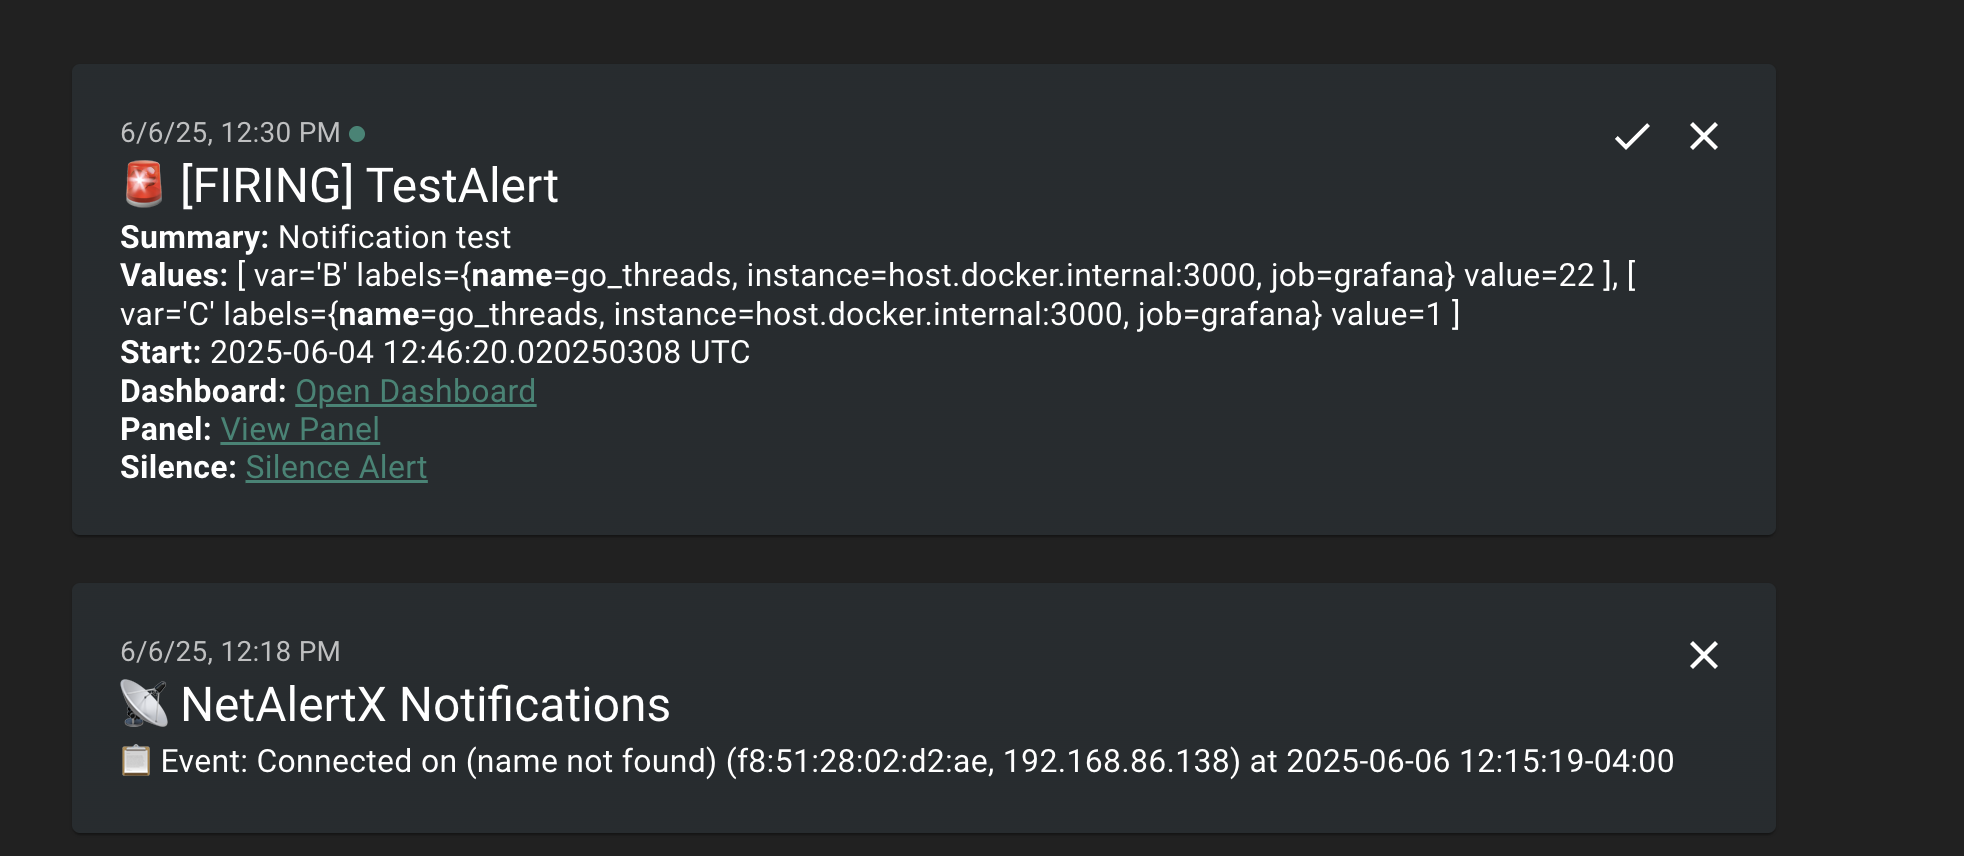 6/6/25, 12:30 PM
🚨 [FIRING] TestAlert
Summary: Notification test
Values: [ var='B' labels={name=go_threads, instance=host.docker.internal:3000, job=grafana} value=22 ], [
var='C' labels={name=go_threads, instance=host.docker.internal:3000, job=grafana} value=1 ]
Start: 2025-06-04 12:46:20.020250308 UTC
Dashboard: Open Dashboard
Panel: View Panel
Silence: Silence Alert
6/6/25, 12:18 PM
📡 NetAlertX Notifications
📋 Event: Connected on (name not found) (f8:51:28:02:d2:ae, 192.168.86.138) at 2025-06-06 12:15:19-04:00